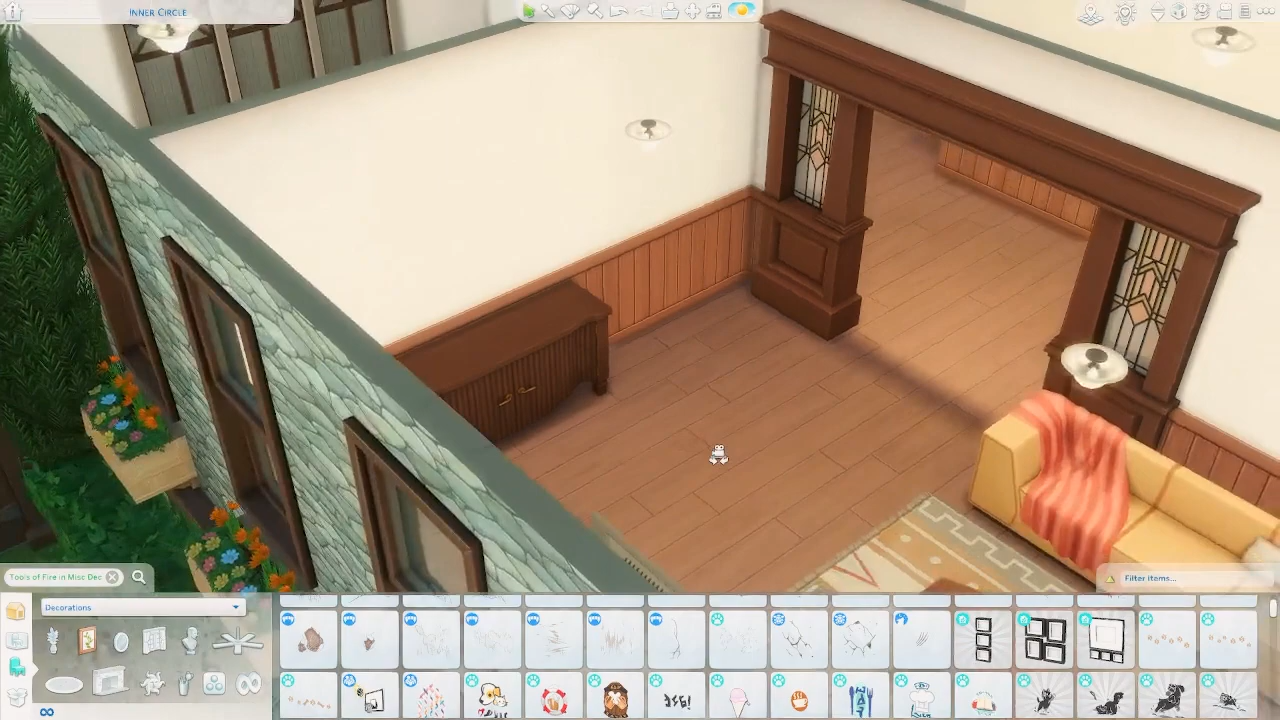 INNER CIRCLE
Tools of Fire in Misc Dec
Filter Items...
Decorations